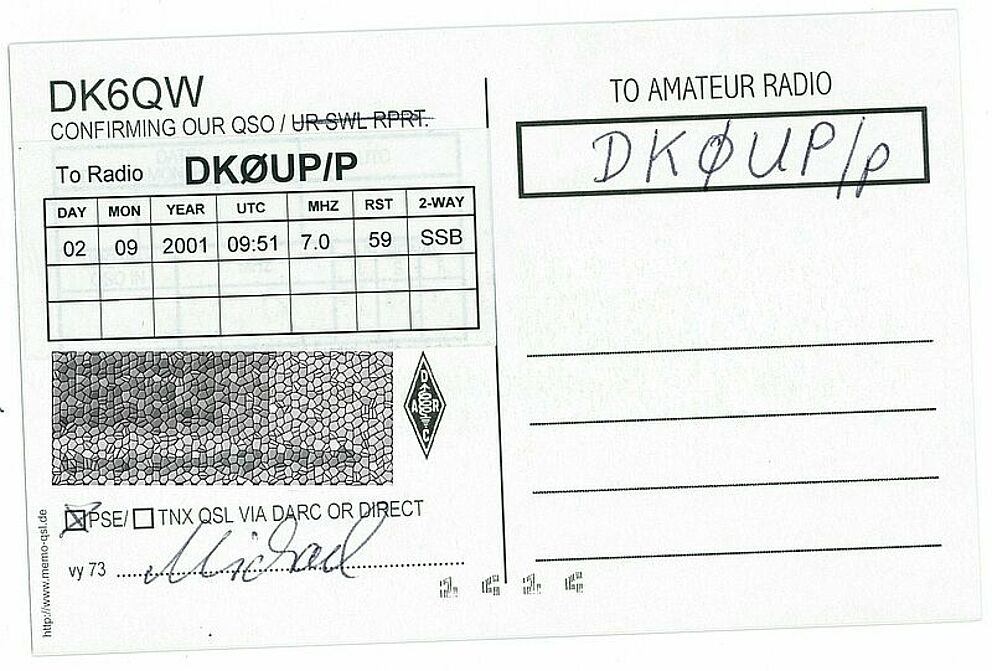 DK6QW
CONFIRMING OUR QSO / UR SWL RPRT.
To Radio DKØUP/P
DAY MON YEAR UTC MHZ RST 2-WAY
02 09 2001 09:51 7.0 59 SSB
DARC
PSE/ TNX QSL VIA DARC OR DIRECT
vy 73 Michael
http://www.memo-qsl.de
TO AMATEUR RADIO
DKØUP/p